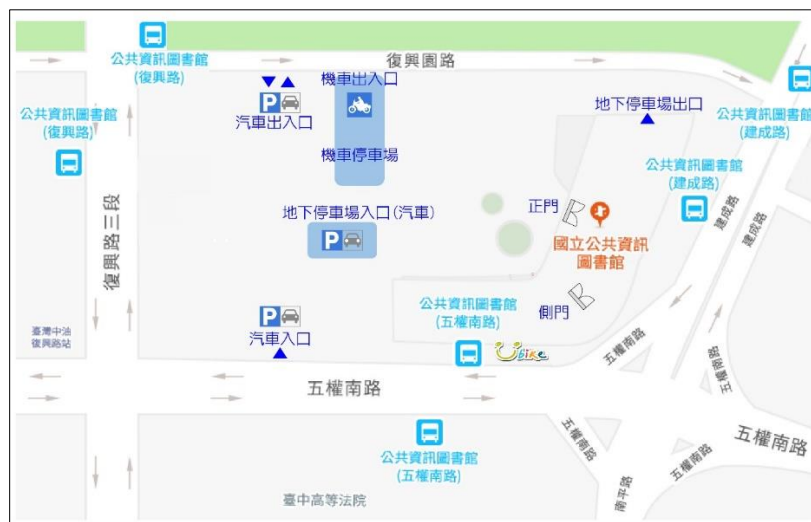 公共資訊圖書館
(復興路)
復興園路
機車出入口
P
汽車出入口
機車停車場
地下停車場出口
公共資訊圖書館
(建成路)
公共資訊圖書館
(復興路)
公共資訊圖書館
(建成路)
建成路
建成路
復興路三段
地下停車場入口(汽車)
P
正門
國立公共資訊
圖書館
側門
公共資訊圖書館
(五權南路)
Ubike
P
汽車入口
臺灣中油
復興路站
五權南路
五權南路
五權南路
五權南路
公共資訊圖書館
(五權南路)
五權南路
五權南路
五權南路
南平路
臺中高等法院